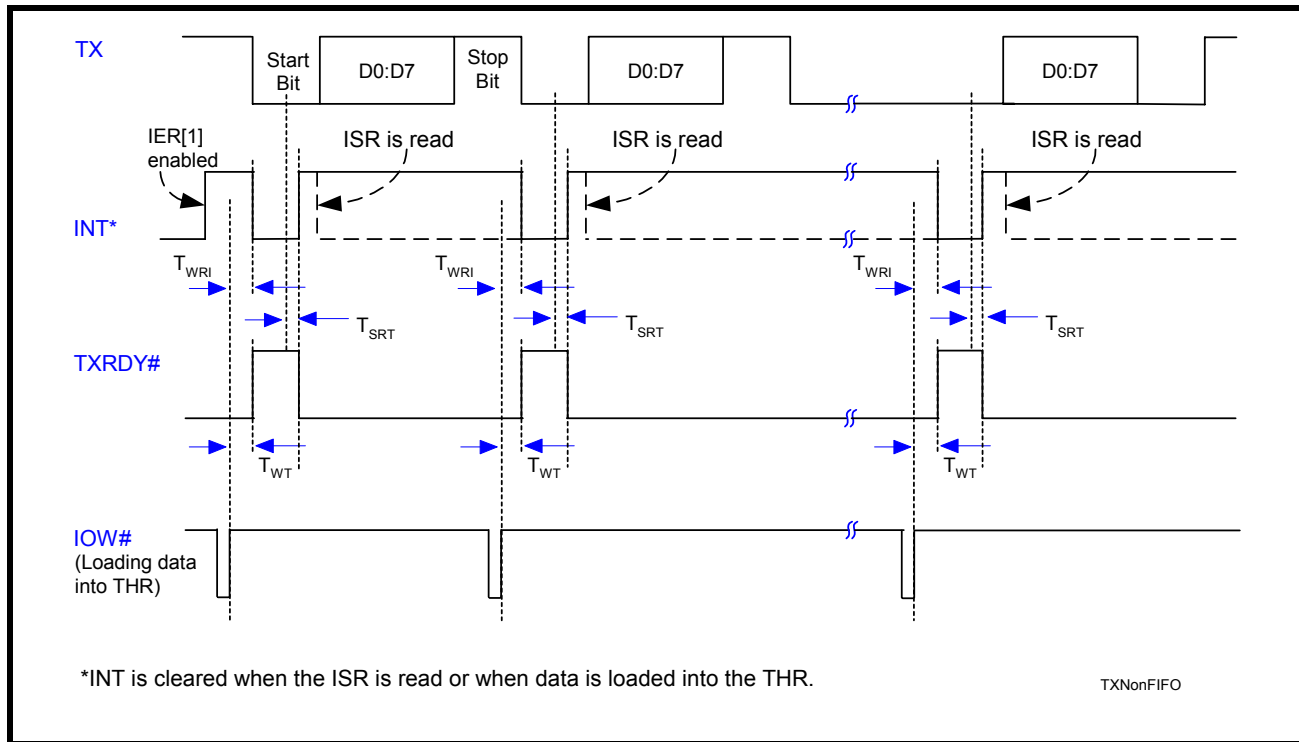 TX
Start
Bit
D0:D7
Stop
Bit
D0:D7
D0:D7
IER[1]
enabled
ISR is read
ISR is read
ISR is read
INT*
TWRI
TWRI
TWRI
TSRT
TSRT
TSRT
TXRDY#
TWT
TWT
TWT
IOW#
(Loading data
into THR)
*INT is cleared when the ISR is read or when data is loaded into the THR.
TXNonFIFO